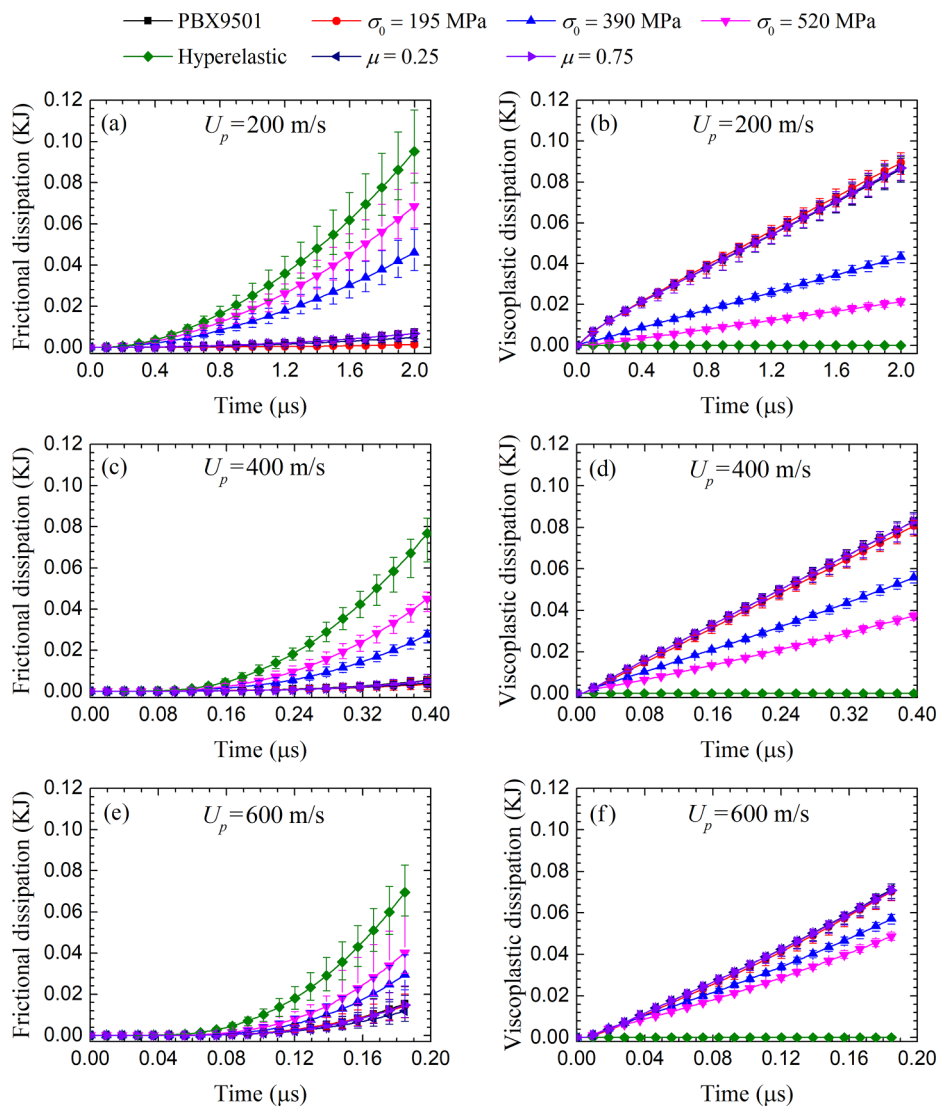 PBX9501 σ₀ = 195 MPa σ₀ = 390 MPa σ₀ = 520 MPa
Hyperelastic μ = 0.25 μ = 0.75
(a) U_p=200 m/s
Frictional dissipation (KJ)
0.12
0.10
0.08
0.06
0.04
0.02
0.00
0.0 0.4 0.8 1.2 1.6 2.0
Time (μs)
(b) U_p=200 m/s
Viscoplastic dissipation (KJ)
0.12
0.10
0.08
0.06
0.04
0.02
0.00
0.0 0.4 0.8 1.2 1.6 2.0
Time (μs)
(c) U_p=400 m/s
Frictional dissipation (KJ)
0.12
0.10
0.08
0.06
0.04
0.02
0.00
0.00 0.08 0.16 0.24 0.32 0.40
Time (μs)
(d) U_p=400 m/s
Viscoplastic dissipation (KJ)
0.12
0.10
0.08
0.06
0.04
0.02
0.00
0.00 0.08 0.16 0.24 0.32 0.40
Time (μs)
(e) U_p=600 m/s
Frictional dissipation (KJ)
0.12
0.10
0.08
0.06
0.04
0.02
0.00
0.00 0.04 0.08 0.12 0.16 0.20
Time (μs)
(f) U_p=600 m/s
Viscoplastic dissipation (KJ)
0.12
0.10
0.08
0.06
0.04
0.02
0.00
0.00 0.04 0.08 0.12 0.16 0.20
Time (μs)